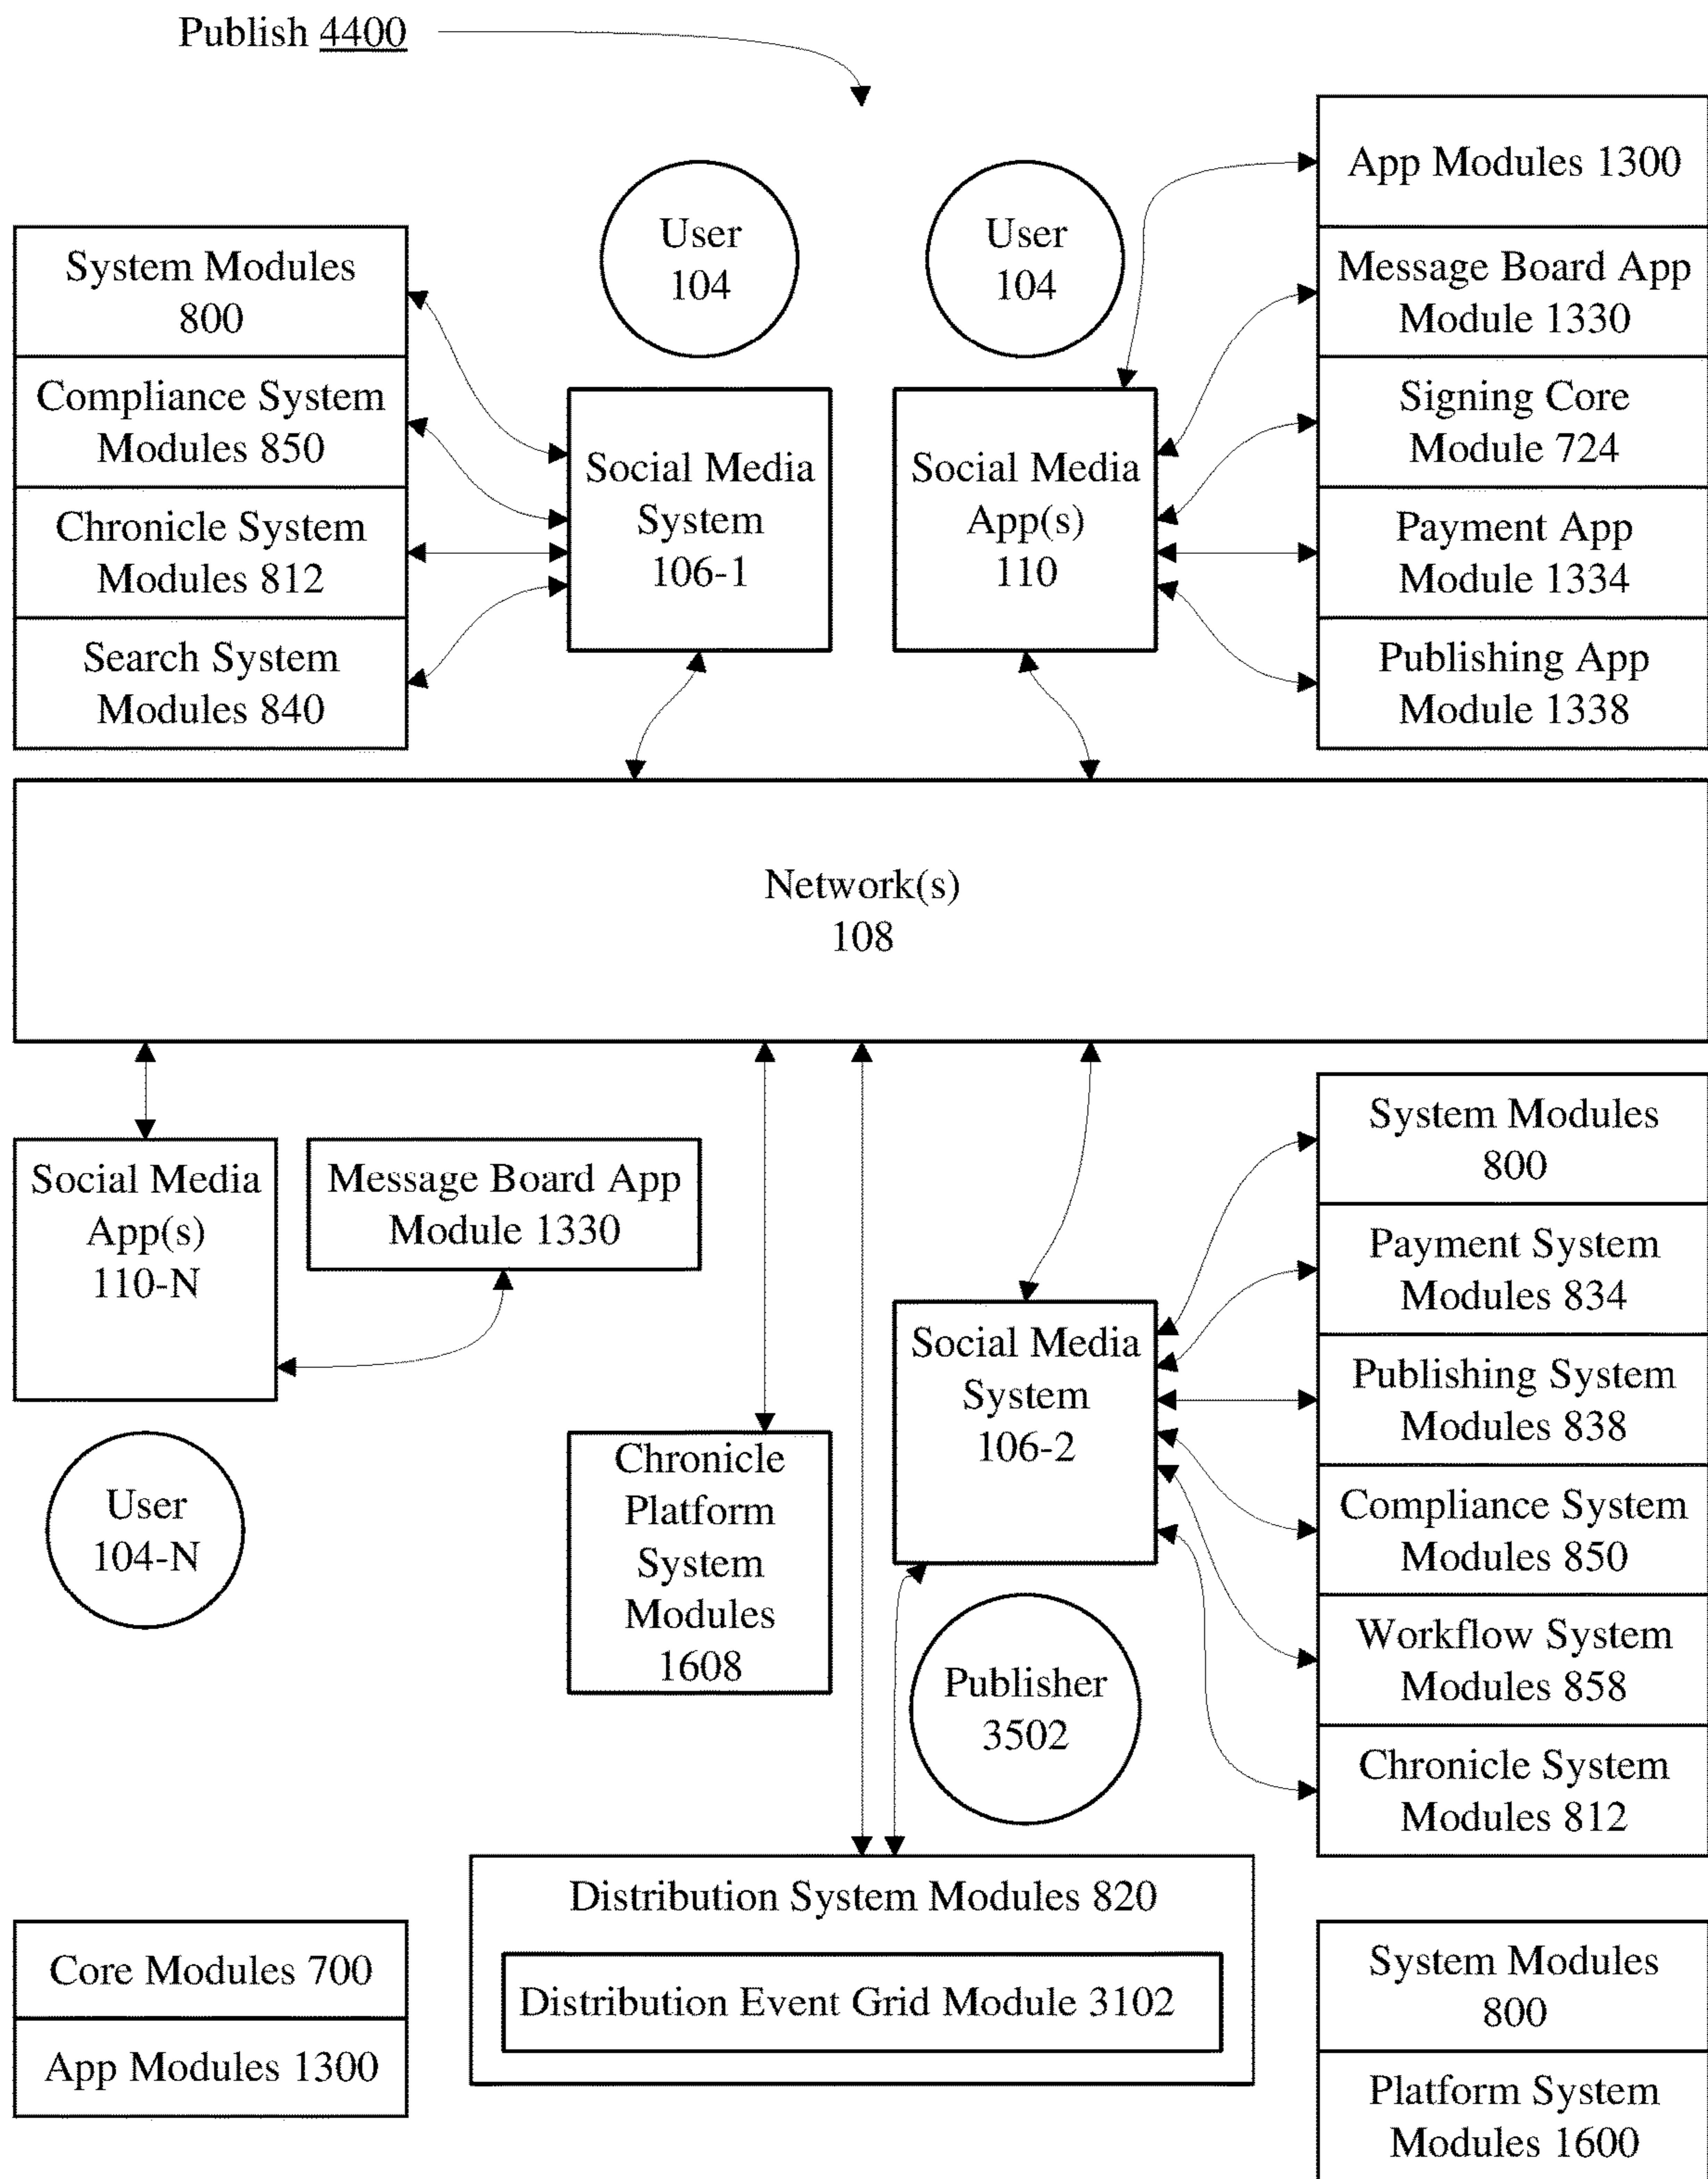 Publish 4400
User
104
User
104
System Modules
800
Compliance System
Modules 850
Chronicle System
Modules 812
Search System
Modules 840
Social Media
System
106-1
Social Media
App(s)
110
App Modules 1300
Message Board App
Module 1330
Signing Core
Module 724
Payment App
Module 1334
Publishing App
Module 1338
Network(s)
108
Social Media
App(s)
110-N
Message Board App
Module 1330
User
104-N
Chronicle
Platform
System
Modules
1608
Social Media
System
106-2
Publisher
3502
System Modules
800
Payment System
Modules 834
Publishing System
Modules 838
Compliance System
Modules 850
Workflow System
Modules 858
Chronicle System
Modules 812
Distribution System Modules 820
Distribution Event Grid Module 3102
Core Modules 700
App Modules 1300
System Modules
800
Platform System
Modules 1600